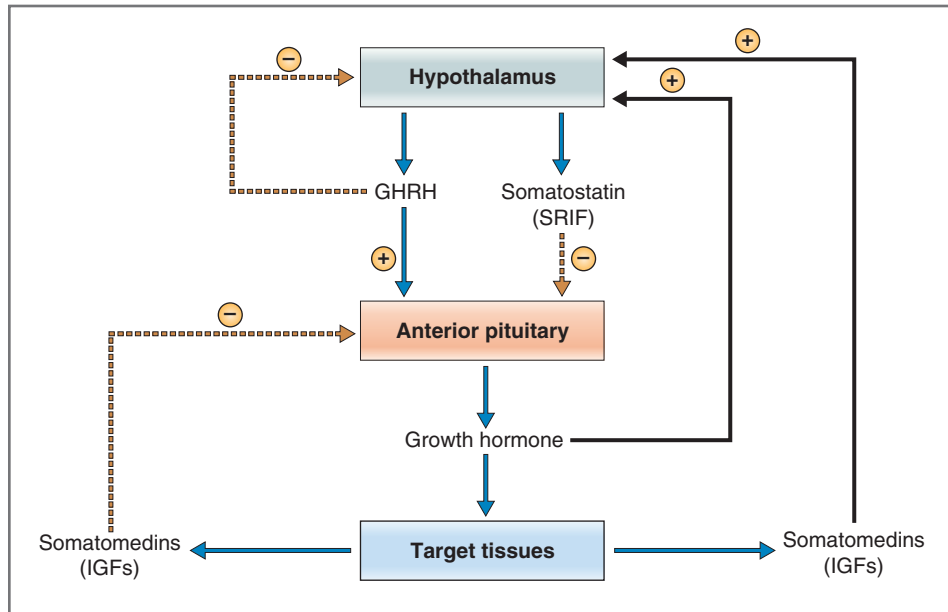 +
−
+
Hypothalamus
GHRH
Somatostatin
(SRIF)
+
−
−
Anterior pituitary
Growth hormone
Somatomedins
(IGFs)
Target tissues
Somatomedins
(IGFs)